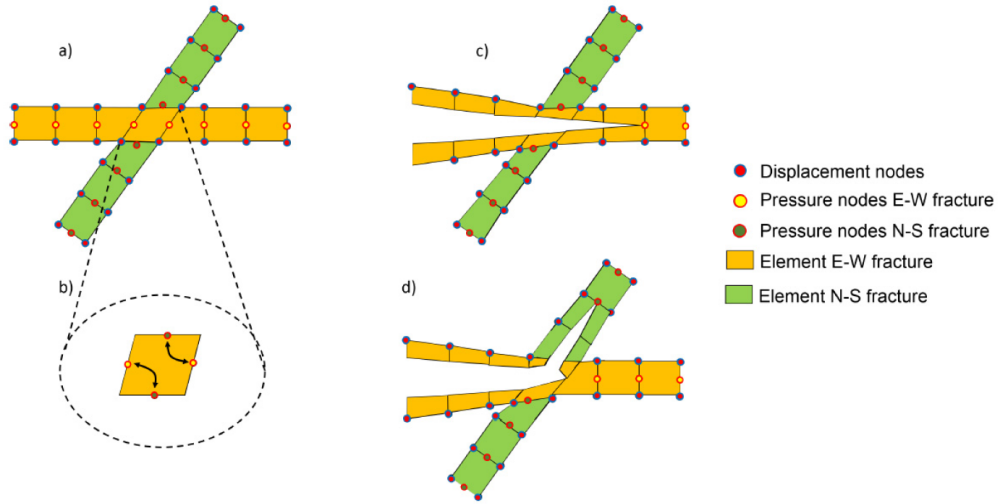 a)
c)
Displacement nodes
Pressure nodes E-W fracture
Pressure nodes N-S fracture
Element E-W fracture
Element N-S fracture
b)
d)